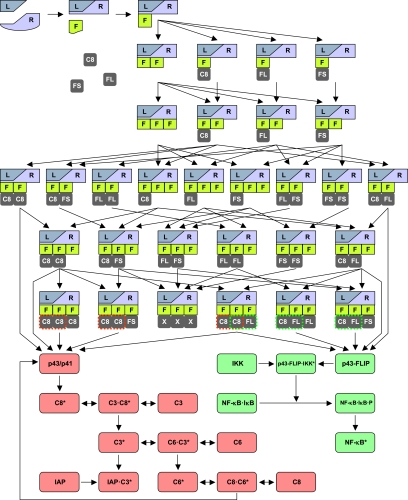 L R L R
R F F
C8
FL
FS
L R L R L R L R
F F F F F F F F
C8 FL FS
L R L R L R L R
F F F F F F F F F
C8 FL FS
L R L R L R L R L R L R L R L R L R
F F F F F F F F F F F F F F F F F F F F F
C8 C8 C8 FS FL FL C8 FL FS FL FS FS FS C8 FL
L R L R L R L R L R L R
F F F F F F F F F F F F F F F F F F
C8 C8 C8 FS FL FS FL FL FS FS C8 FL
L R L R L R L R L R L R
F F F F F F F F F F F F F F F F F F
C8 C8 C8 C8 C8 FS X X X C8 C8 FL C8 FL FL C8 FL FS
p43/p41 IKK p43-FLIP·IKK* p43-FLIP
C8* C3·C8* C3 NF-κB·IκB NF-κB·IκB·P
C3* C6·C3* C6 NF-κB*
IAP IAP·C3* C6* C8·C6* C8